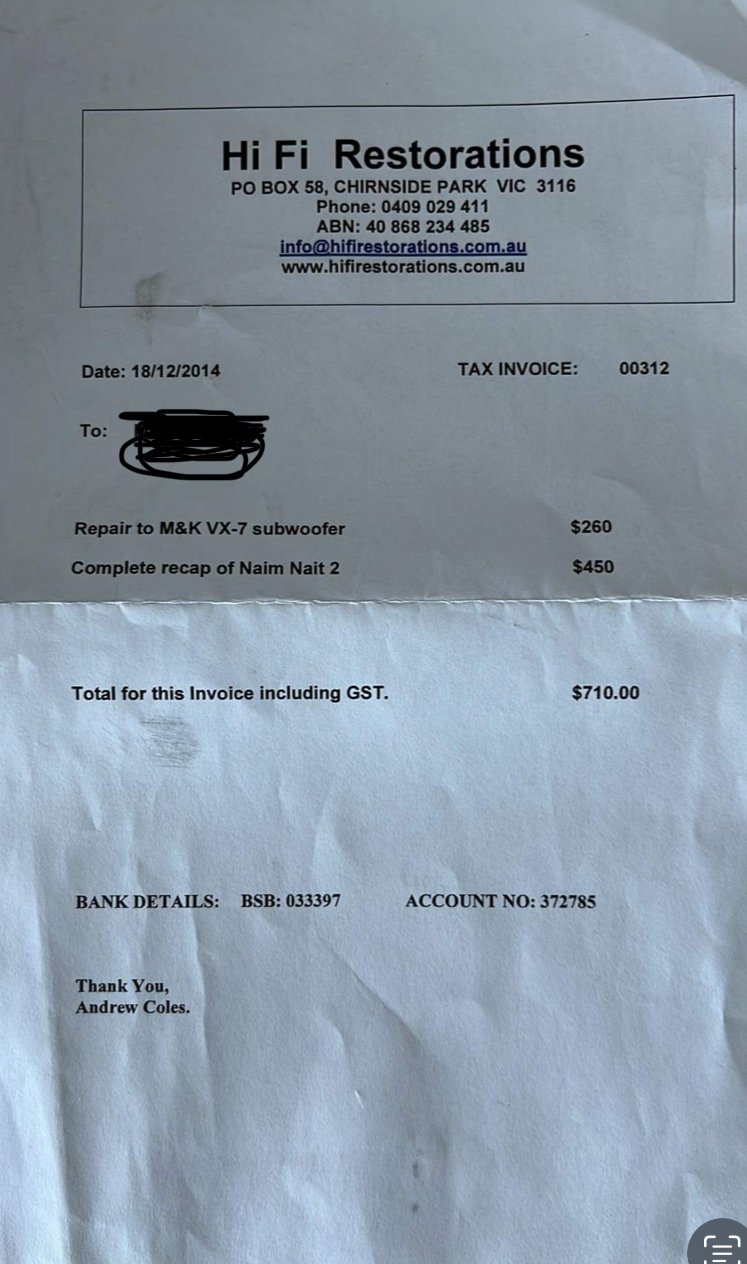 Hi Fi Restorations
PO BOX 58, CHIRNSIDE PARK VIC 3116
Phone: 0409 029 411
ABN: 40 868 234 485
info@hifirestorations.com.au
www.hifirestorations.com.au
Date: 18/12/2014 TAX INVOICE: 00312
To:
Repair to M&K VX-7 subwoofer $260
Complete recap of Naim Nait 2 $450
Total for this Invoice including GST. $710.00
BANK DETAILS: BSB: 033397 ACCOUNT NO: 372785
Thank You,
Andrew Coles.